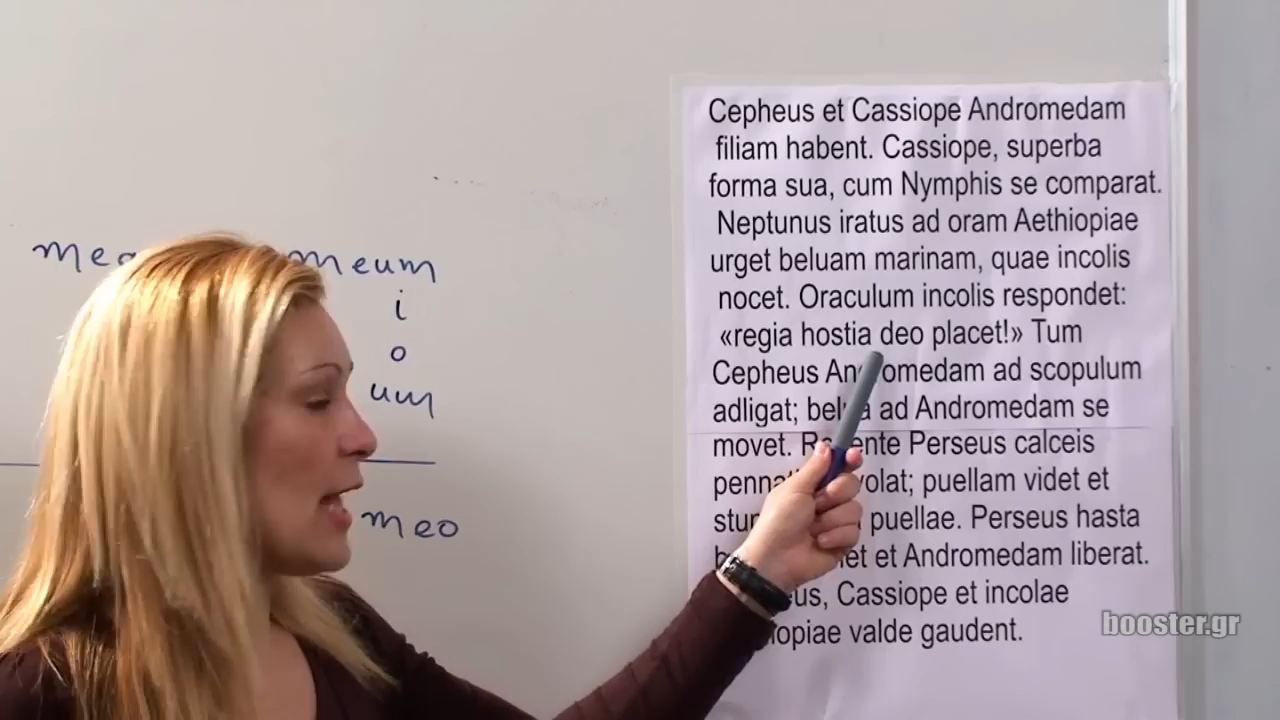 meum
i
o
um
meo
Cepheus et Cassiope Andromedam
filiam habent. Cassiope, superba
forma sua, cum Nymphis se comparat.
Neptunus iratus ad oram Aethiopiae
urget beluam marinam, quae incolis
nocet. Oraculum incolis respondet:
«regia hostia deo placet!» Tum
Cepheus Andromedam ad scopulum
adligat; belua ad Andromedam se
movet. Repente Perseus calceis
volat; puellam videt et
puellae. Perseus hasta
et Andromedam liberat.
Cassiope et incolae
valde gaudent.
booster.gr